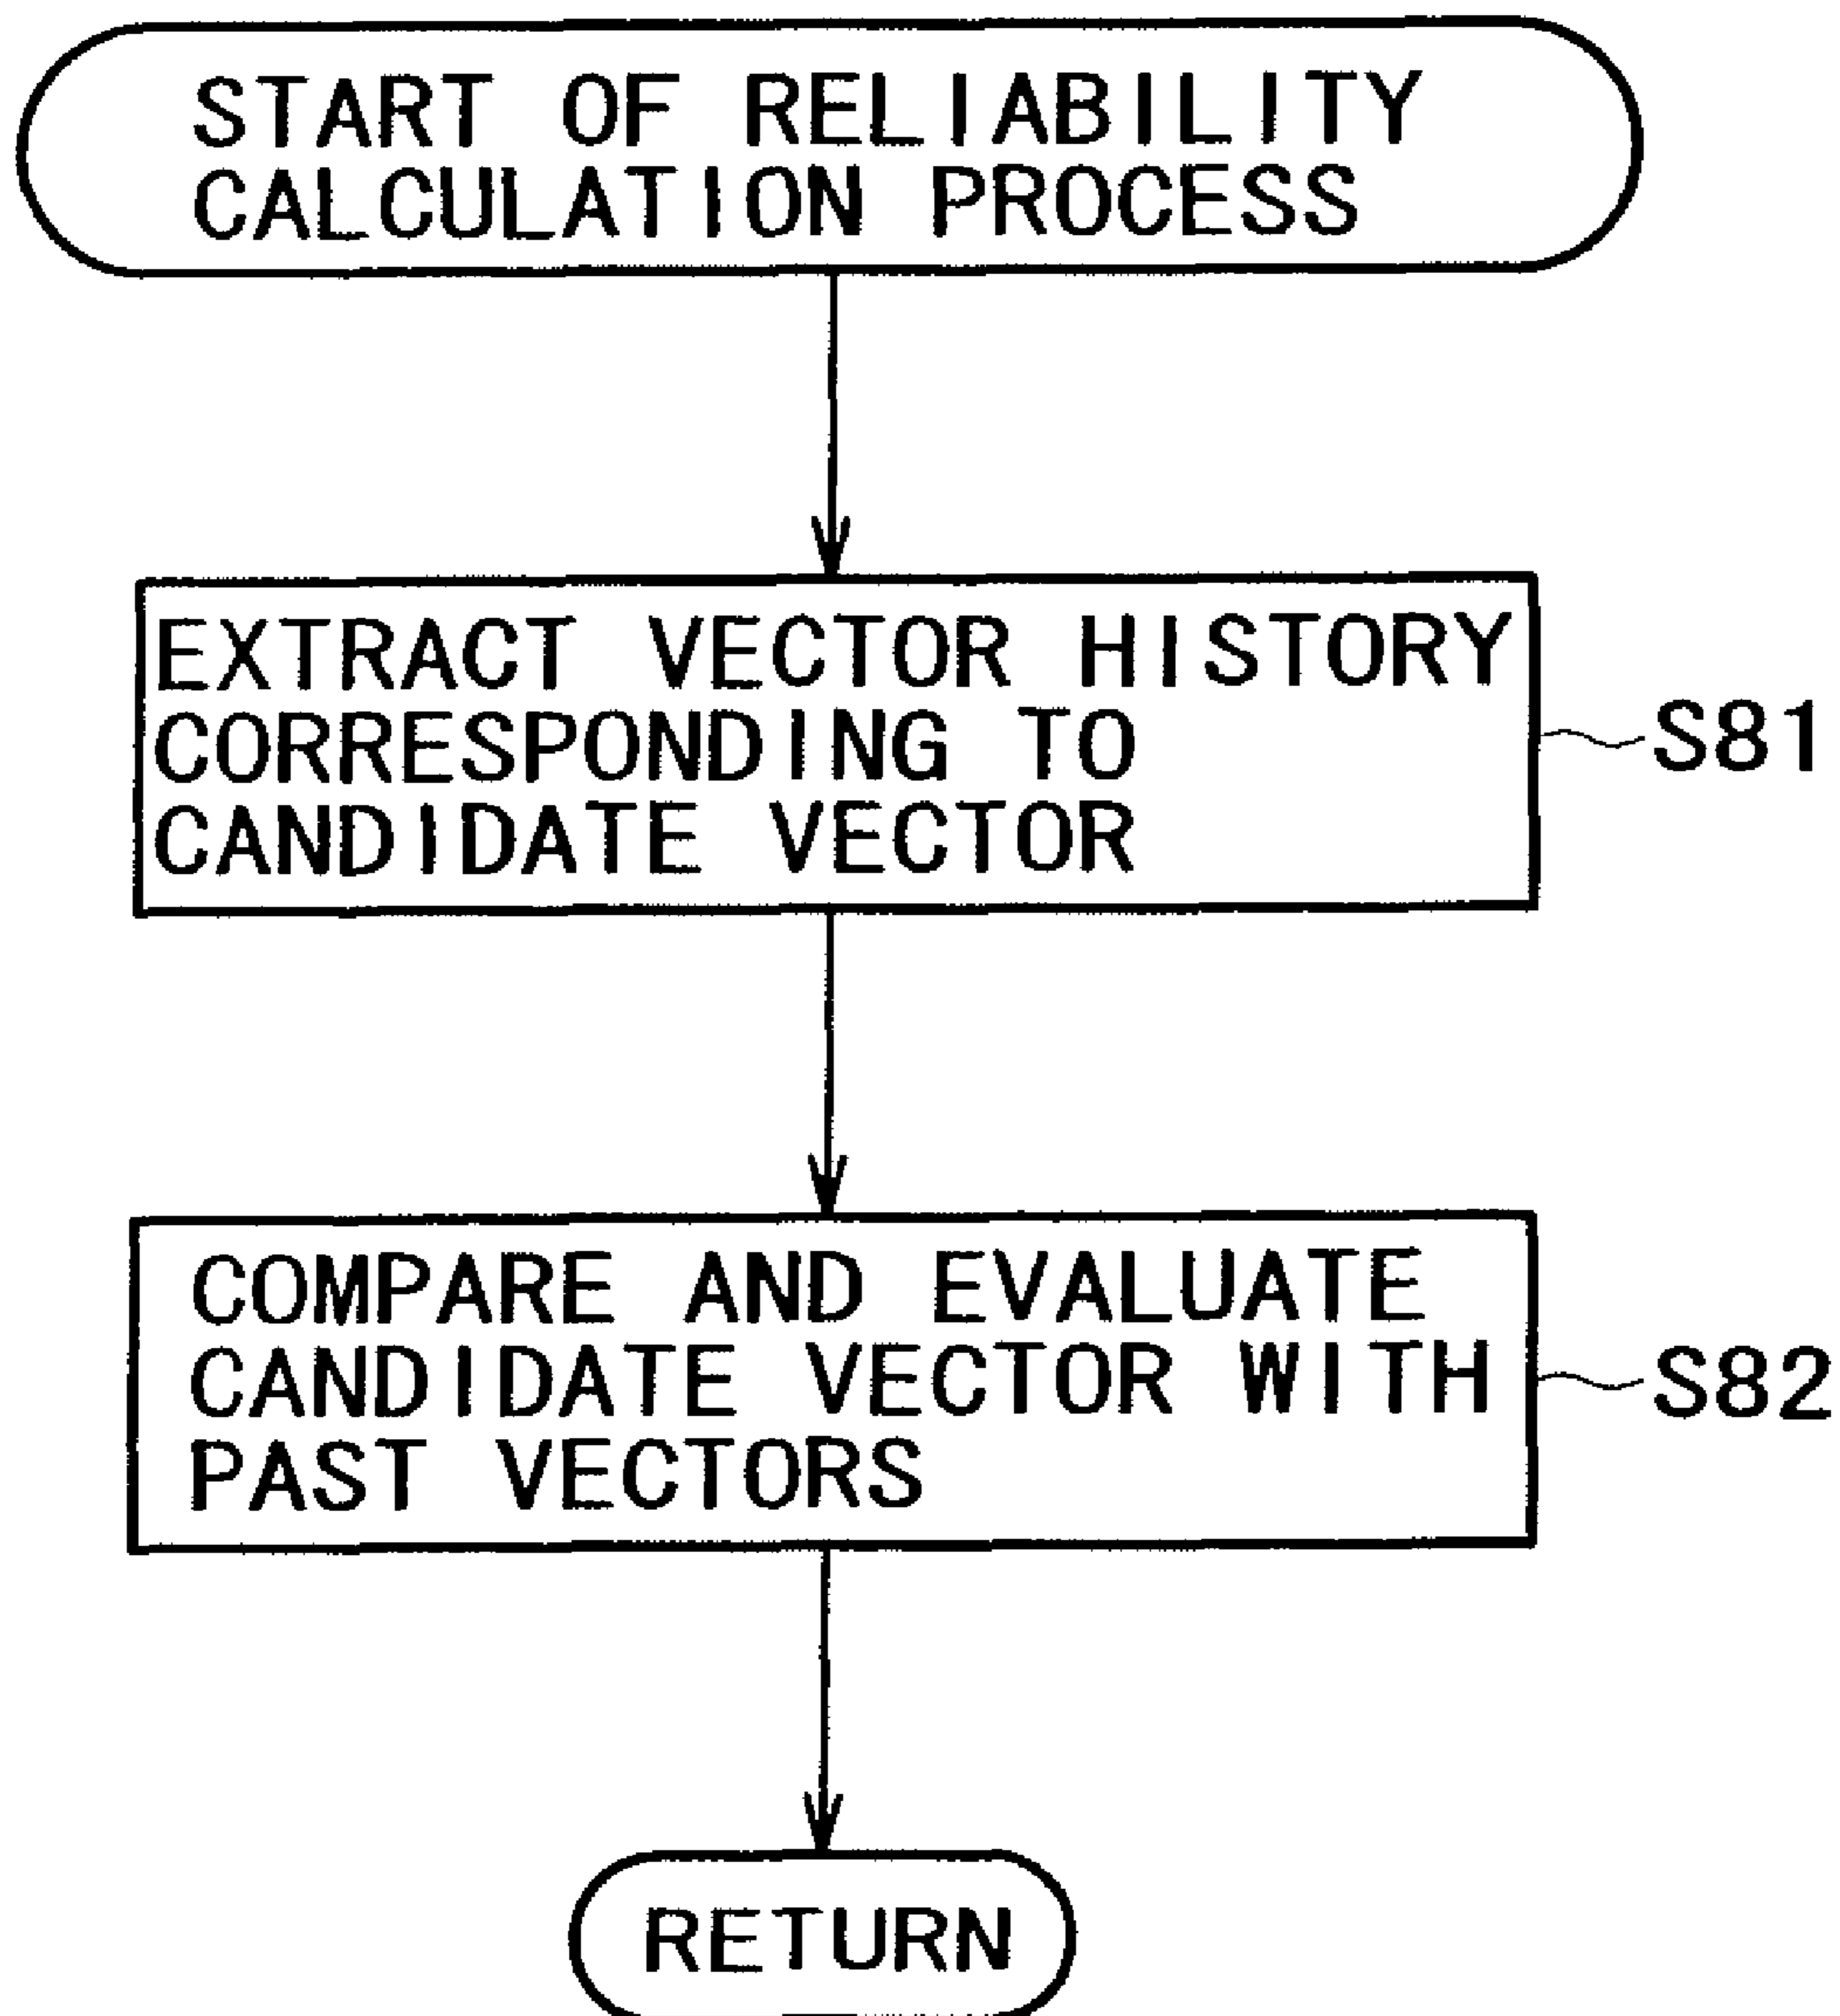 START OF RELIABILITY
CALCULATION PROCESS
EXTRACT VECTOR HISTORY
CORRESPONDING TO
CANDIDATE VECTOR
S81
COMPARE AND EVALUATE
CANDIDATE VECTOR WITH
PAST VECTORS
S82
RETURN